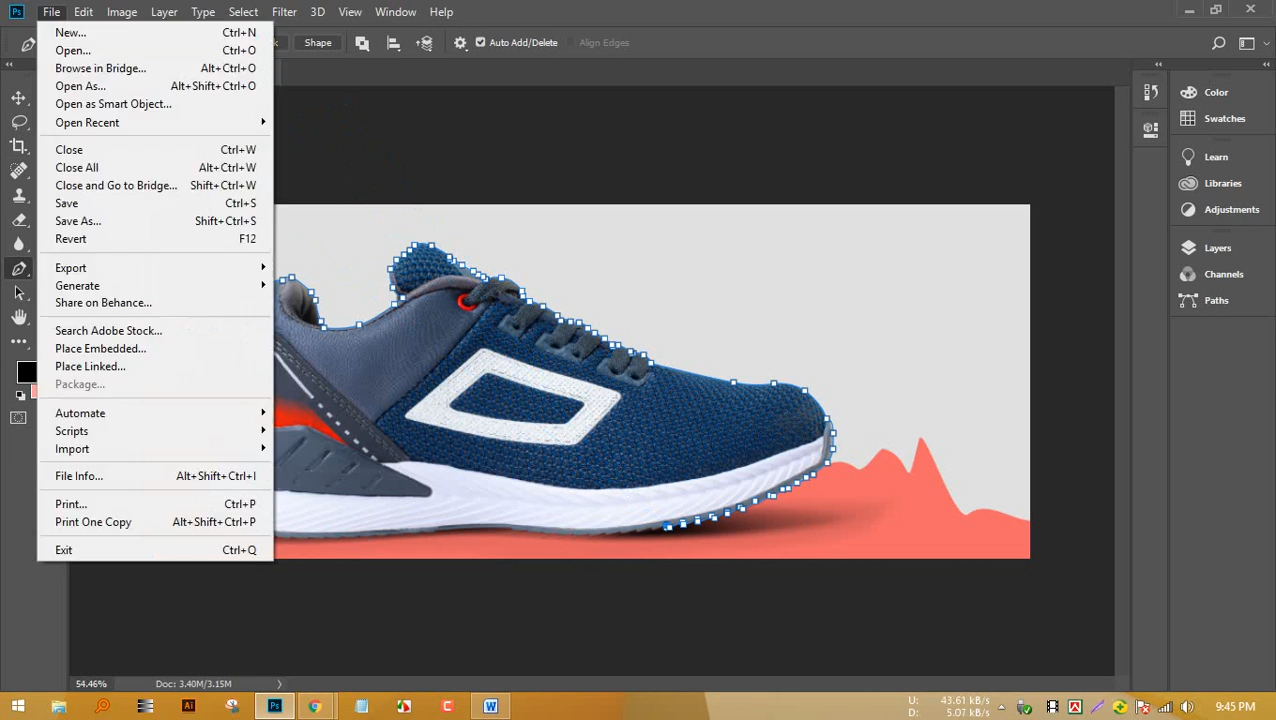 Ps File Edit Image Layer Type Select Filter 3D View Window Help
Shape Auto Add/Delete Align Edges
New... Ctrl+N
Open... Ctrl+O
Browse in Bridge... Alt+Ctrl+O
Open As... Alt+Shift+Ctrl+O
Open as Smart Object...
Open Recent
Close Ctrl+W
Close All Alt+Ctrl+W
Close and Go to Bridge... Shift+Ctrl+W
Save Ctrl+S
Save As... Shift+Ctrl+S
Revert F12
Export
Generate
Share on Behance...
Search Adobe Stock...
Place Embedded...
Place Linked...
Package...
Automate
Scripts
Import
File Info... Alt+Shift+Ctrl+I
Print... Ctrl+P
Print One Copy Alt+Shift+Ctrl+P
Exit Ctrl+Q
Color
Swatches
Learn
Libraries
Adjustments
Layers
Channels
Paths
54.46% Doc: 3.40M/3.15M
Ai Ps C W
U: 43.61 kB/s
D: 5.07 kB/s
9:45 PM